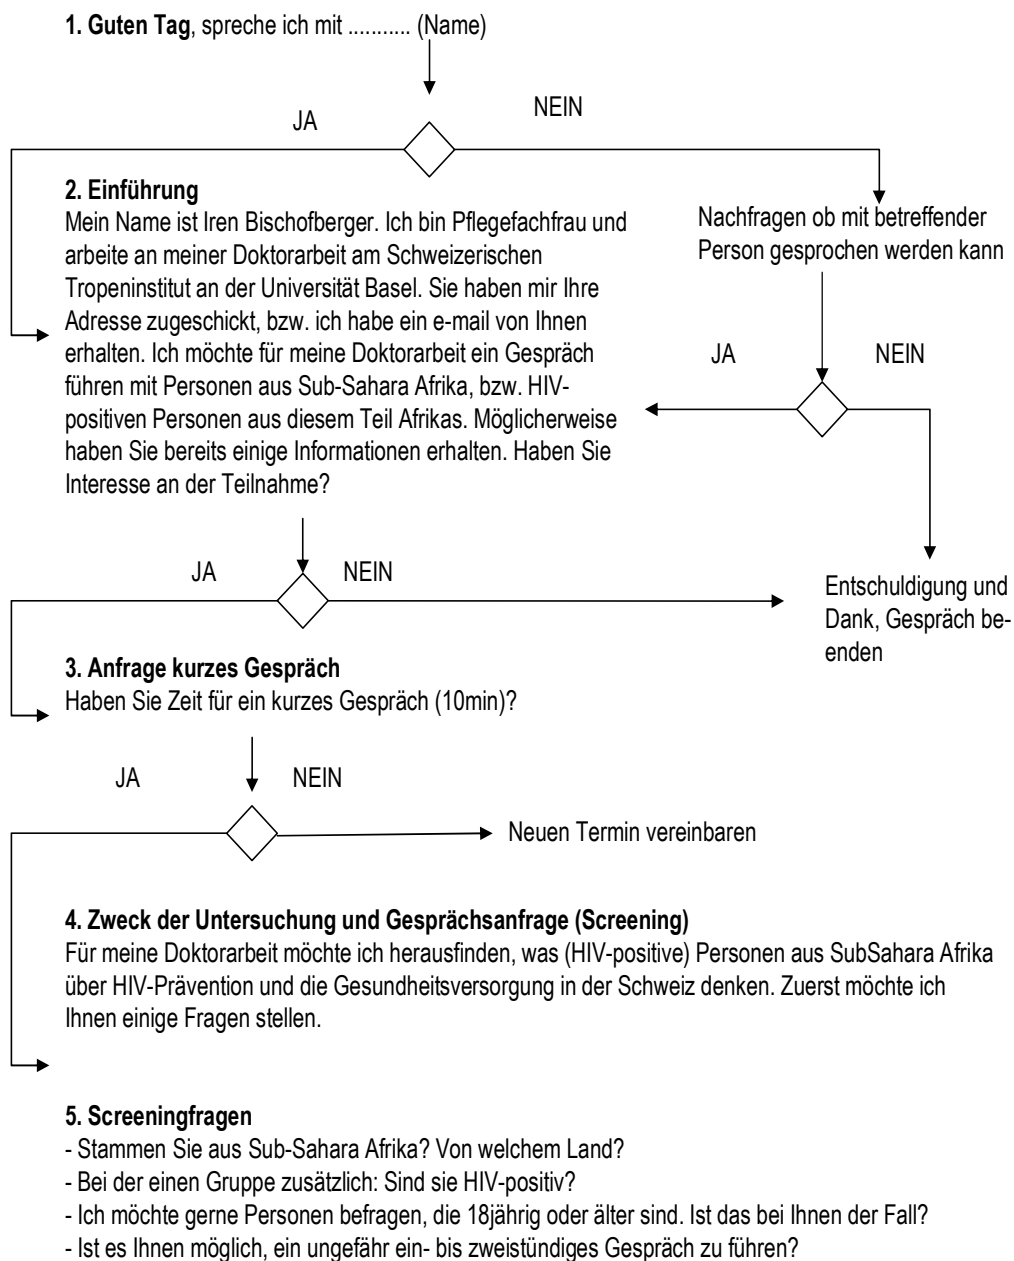 1. Guten Tag, spreche ich mit ........... (Name)
JA
NEIN
2. Einführung
Mein Name ist Iren Bischofberger. Ich bin Pflegefachfrau und
arbeite an meiner Doktorarbeit am Schweizerischen
Tropeninstitut an der Universität Basel. Sie haben mir Ihre
Adresse zugeschickt, bzw. ich habe ein e-mail von Ihnen
erhalten. Ich möchte für meine Doktorarbeit ein Gespräch
führen mit Personen aus Sub-Sahara Afrika, bzw. HIV-
positiven Personen aus diesem Teil Afrikas. Möglicherweise
haben Sie bereits einige Informationen erhalten. Haben Sie
Interesse an der Teilnahme?
Nachfragen ob mit betreffender
Person gesprochen werden kann
JA
NEIN
JA
NEIN
Entschuldigung und
Dank, Gespräch be-
enden
3. Anfrage kurzes Gespräch
Haben Sie Zeit für ein kurzes Gespräch (10min)?
JA
NEIN
Neuen Termin vereinbaren
4. Zweck der Untersuchung und Gesprächsanfrage (Screening)
Für meine Doktorarbeit möchte ich herausfinden, was (HIV-positive) Personen aus SubSahara Afrika
über HIV-Prävention und die Gesundheitsversorgung in der Schweiz denken. Zuerst möchte ich
Ihnen einige Fragen stellen.
5. Screeningfragen
- Stammen Sie aus Sub-Sahara Afrika? Von welchem Land?
- Bei der einen Gruppe zusätzlich: Sind sie HIV-positiv?
- Ich möchte gerne Personen befragen, die 18jährig oder älter sind. Ist das bei Ihnen der Fall?
- Ist es Ihnen möglich, ein ungefähr ein- bis zweistündiges Gespräch zu führen?